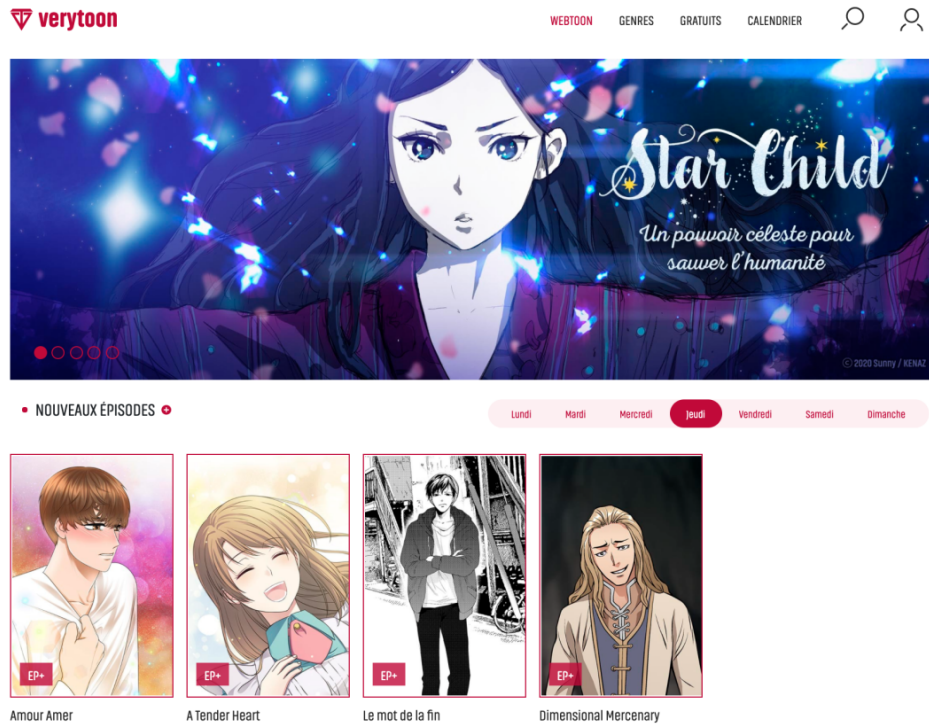 verytoon
WEBTOON GENRES GRATUITS CALENDRIER
Star Child
Un pouvoir céleste pour
sauver l'humanité
© 2020 Sunny / KENAZ
NOUVEAUX ÉPISODES
Lundi Mardi Mercredi Jeudi Vendredi Samedi Dimanche
EP+ EP+ EP+ EP+
Amour Amer A Tender Heart Le mot de la fin Dimensional Mercenary